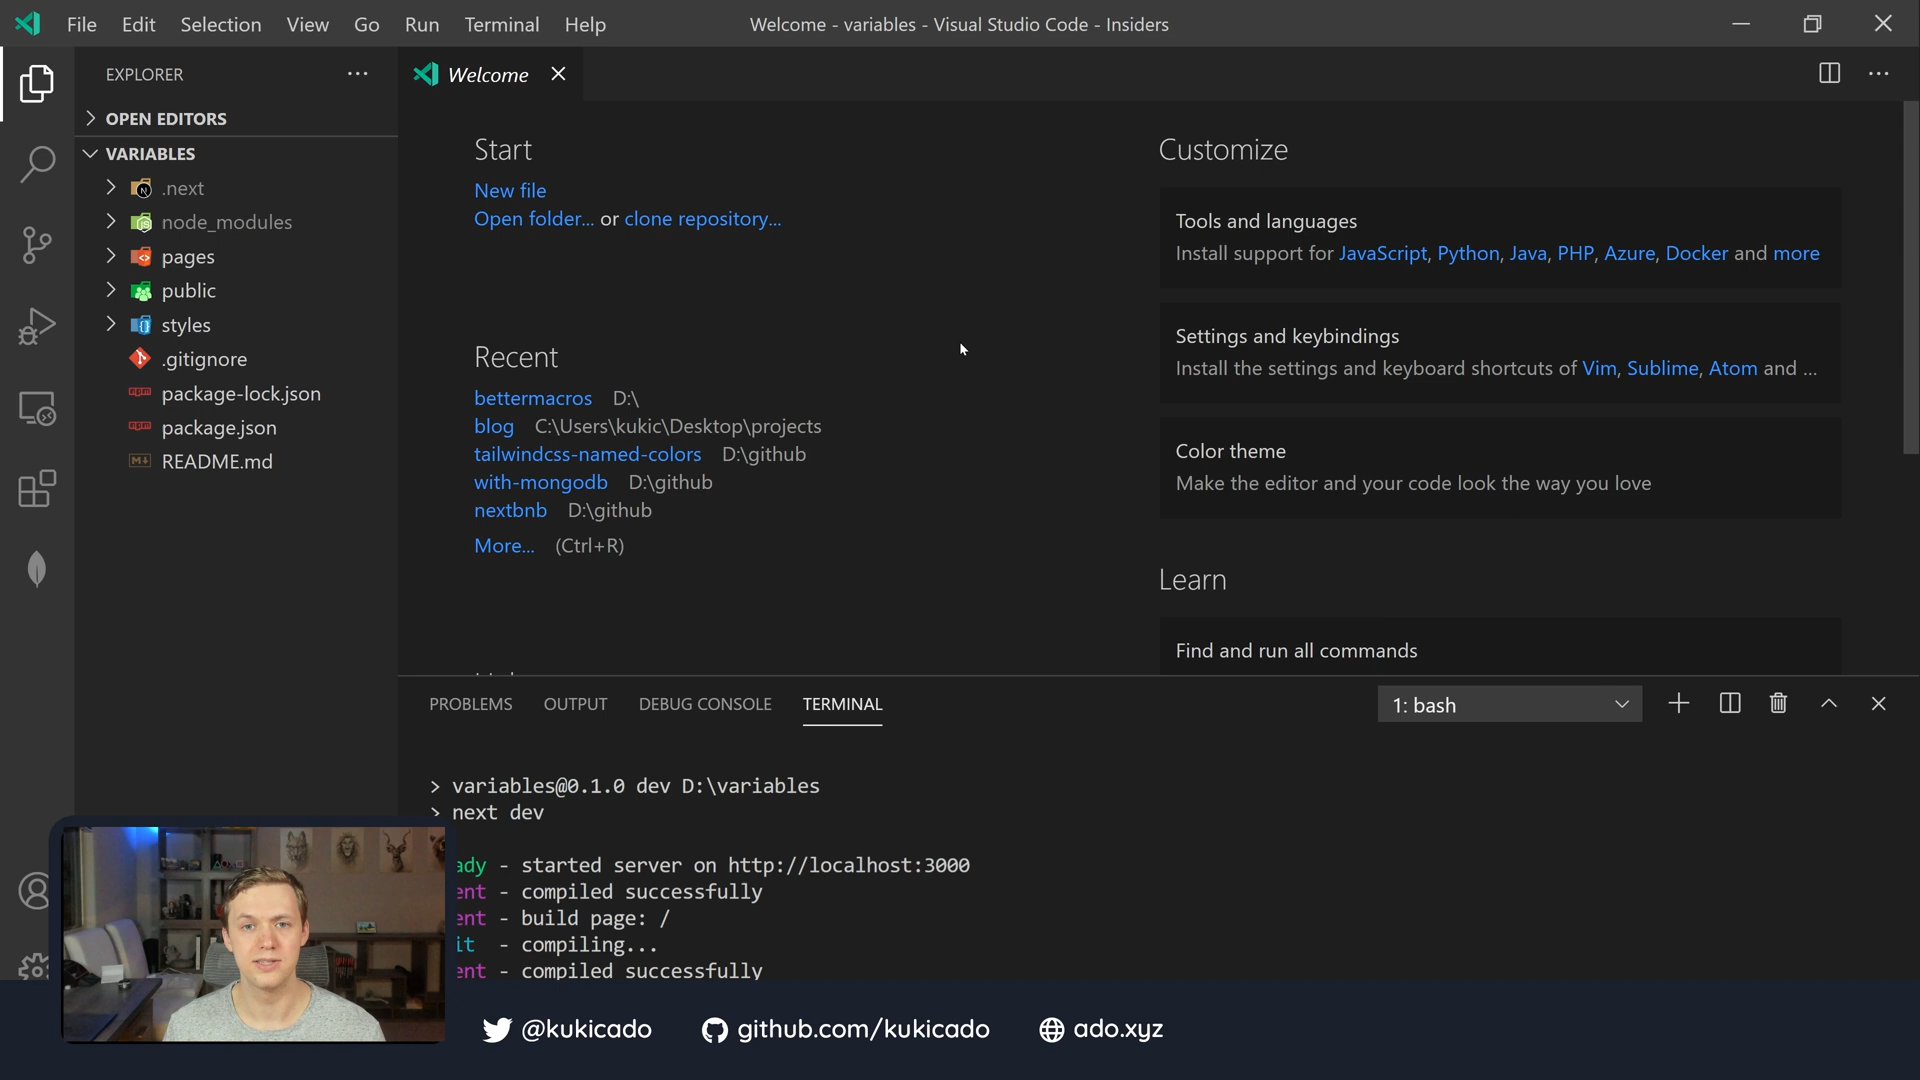 File Edit Selection View Go Run Terminal Help
Welcome - variables - Visual Studio Code - Insiders
EXPLORER
OPEN EDITORS
VARIABLES
.next
node_modules
pages
public
styles
.gitignore
package-lock.json
package.json
README.md
Welcome
Start
New file
Open folder... or clone repository...
Recent
bettermacros D:\
blog C:\Users\kukic\Desktop\projects
tailwindcss-named-colors D:\github
with-mongodb D:\github
nextbnb D:\github
More... (Ctrl+R)
Customize
Tools and languages
Install support for JavaScript, Python, Java, PHP, Azure, Docker and more
Settings and keybindings
Install the settings and keyboard shortcuts of Vim, Sublime, Atom and ...
Color theme
Make the editor and your code look the way you love
Learn
Find and run all commands
PROBLEMS OUTPUT DEBUG CONSOLE TERMINAL
1: bash
> variables@0.1.0 dev D:\variables
> next dev
ady - started server on http://localhost:3000
ent - compiled successfully
ent - build page: /
it - compiling...
ent - compiled successfully
@kukicado github.com/kukicado ado.xyz